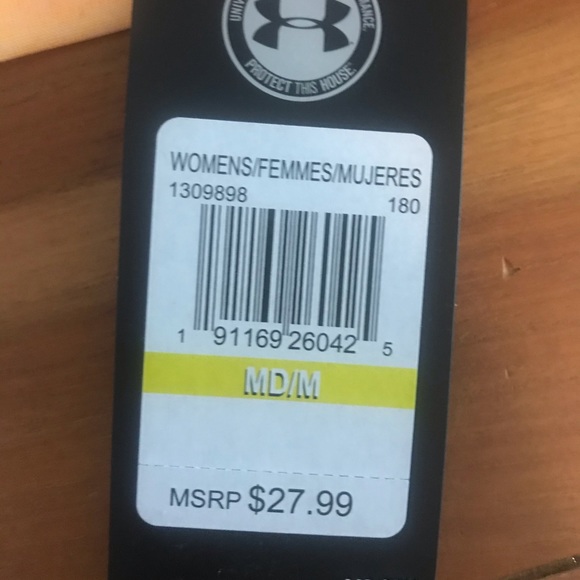 PROTECT THIS HOUSE
WOMENS/FEMMES/MUJERES
1309898 180
1 91169 26042 5
MD/M
MSRP $27.99